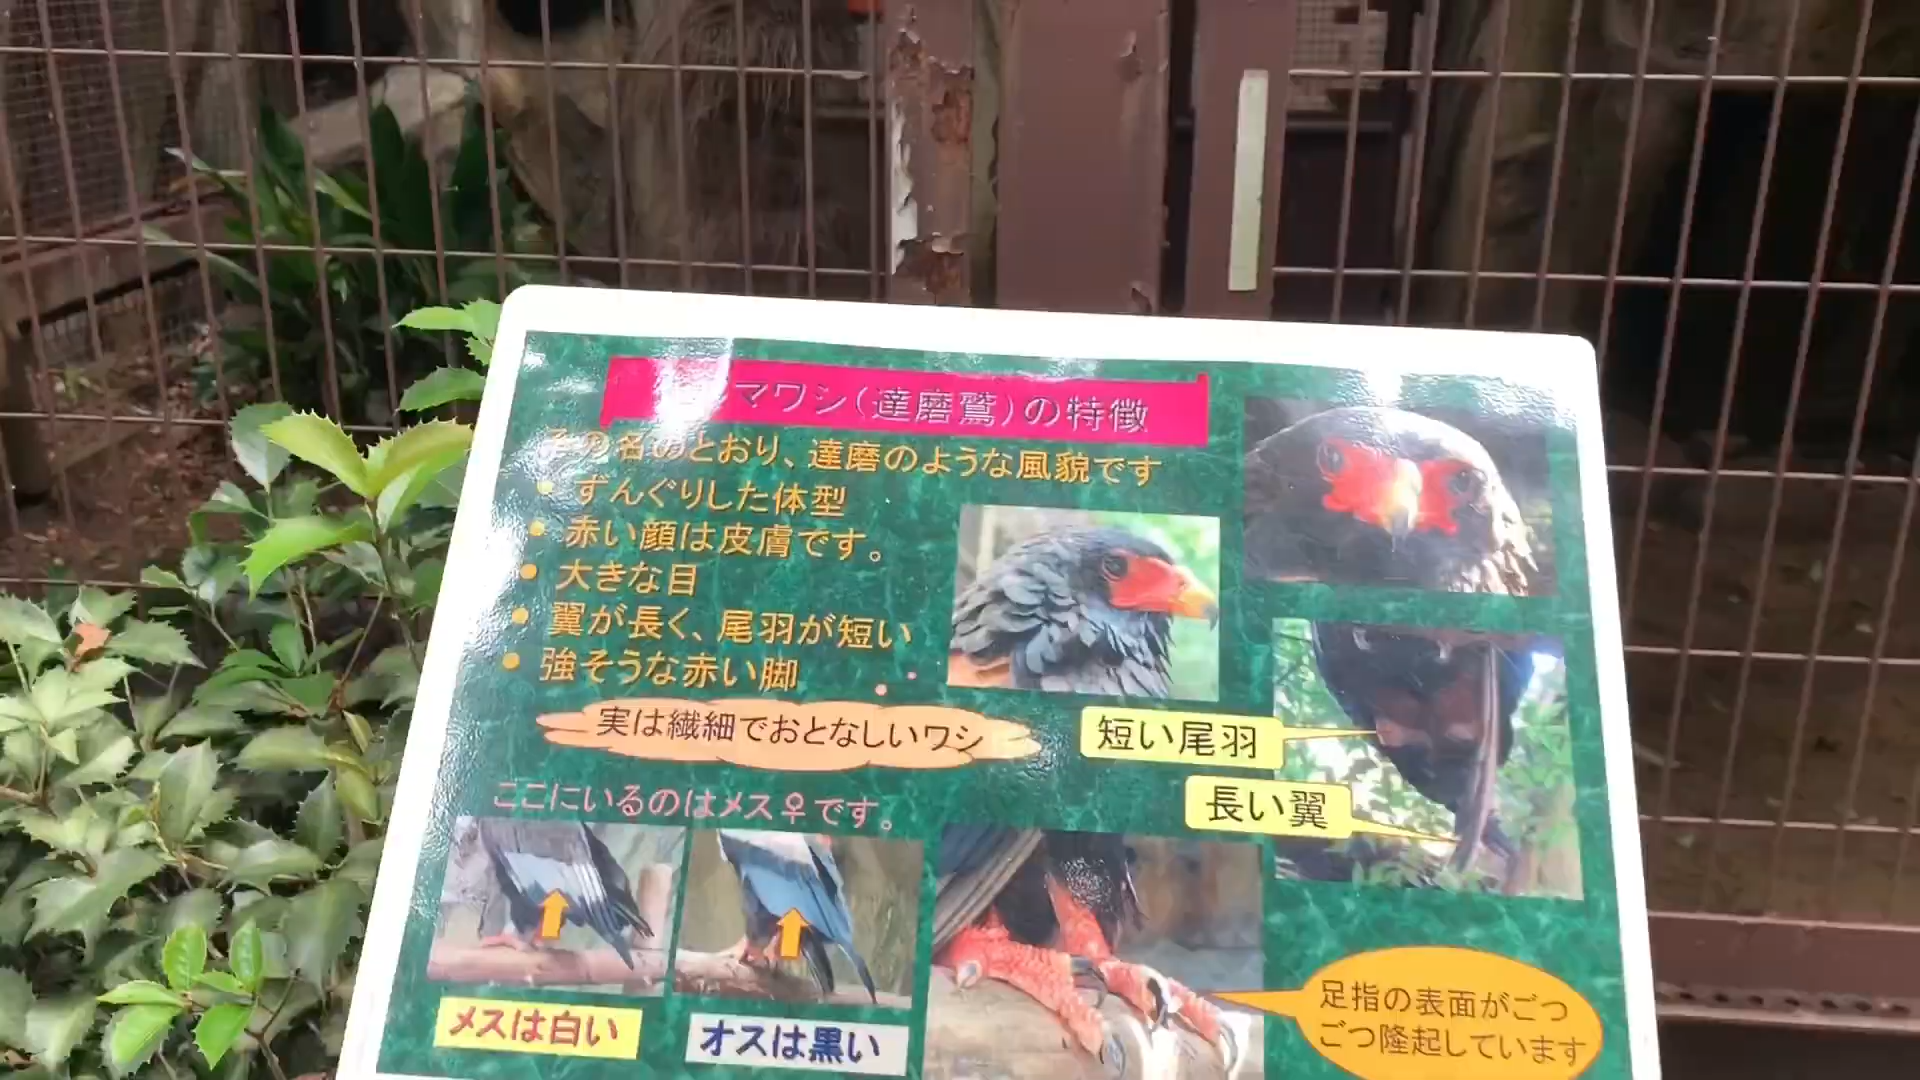 マワシ(達磨鷲)の特徴
その名のとおり、達磨のような風貌です
• ずんぐりした体型
• 赤い顔は皮膚です。
• 大きな目
• 翼が長く、尾羽が短い
• 強そうな赤い脚
実は繊細でおとなしいワシ
短い尾羽
長い翼
ここにいるのはメス♀です。
メスは白い
オスは黒い
足指の表面がごつ
ごつ隆起しています